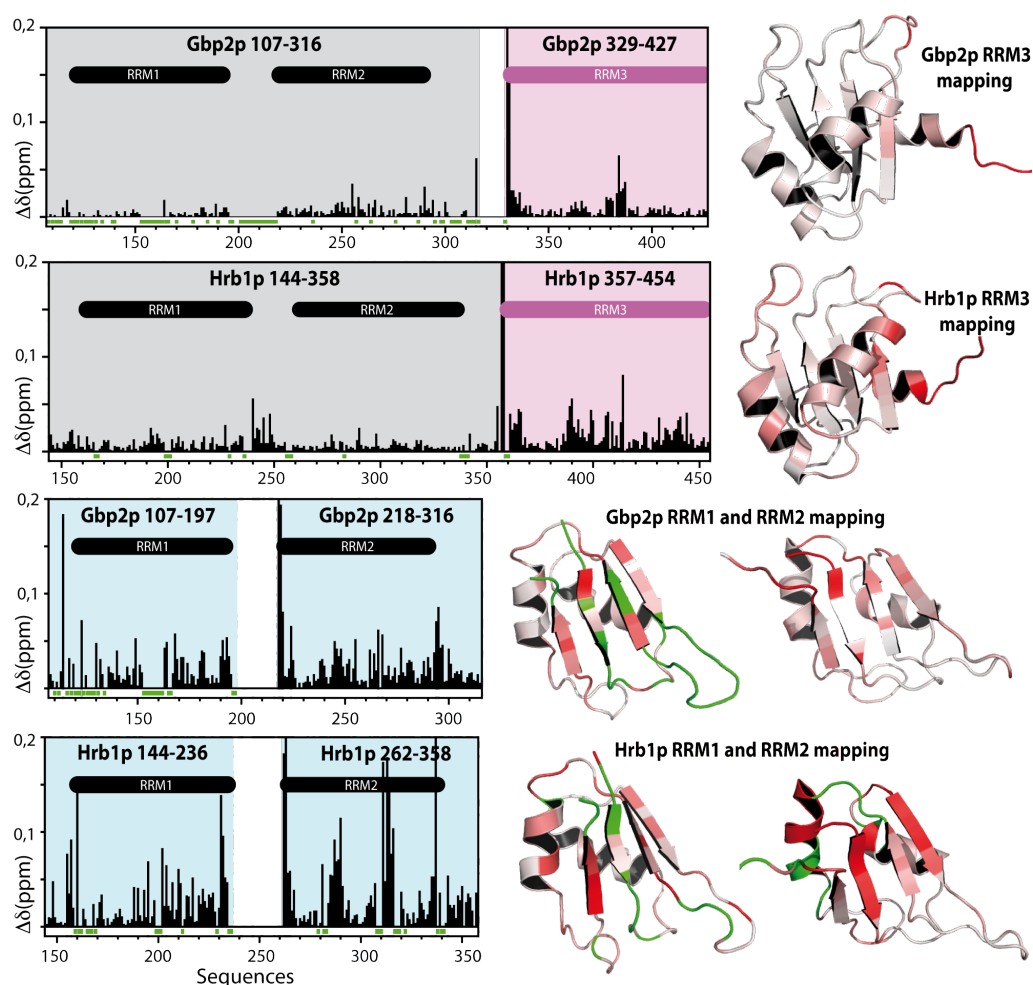 0,2
Gbp2p 107-316
Gbp2p 329-427
RRM1
RRM2
RRM3
0,1
Δδ(ppm)
0
150
200
250
300
350
400
Gbp2p RRM3
mapping
0,2
Hrb1p 144-358
Hrb1p 357-454
RRM1
RRM2
RRM3
0,1
Δδ(ppm)
0
150
200
250
300
350
400
450
Hrb1p RRM3
mapping
0,2
Gbp2p 107-197
Gbp2p 218-316
RRM1
RRM2
0,1
Δδ(ppm)
0
150
200
250
300
Gbp2p RRM1 and RRM2 mapping
0,2
Hrb1p 144-236
Hrb1p 262-358
RRM1
RRM2
0,1
Δδ(ppm)
0
150
200
250
300
350
Sequences
Hrb1p RRM1 and RRM2 mapping